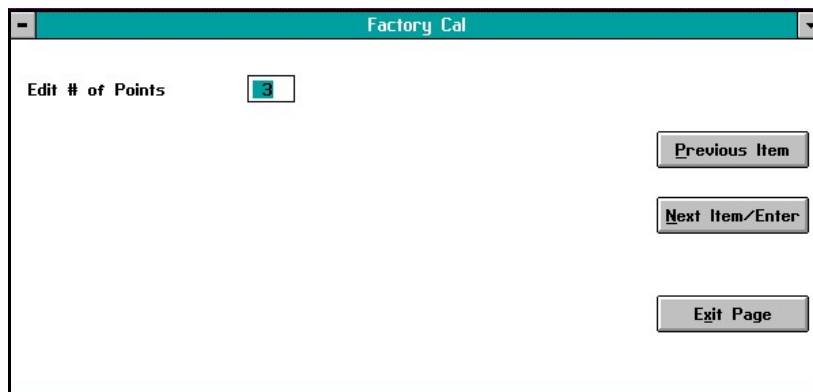 Factory Cal
Edit # of Points 3
Previous Item
Next Item/Enter
Exit Page